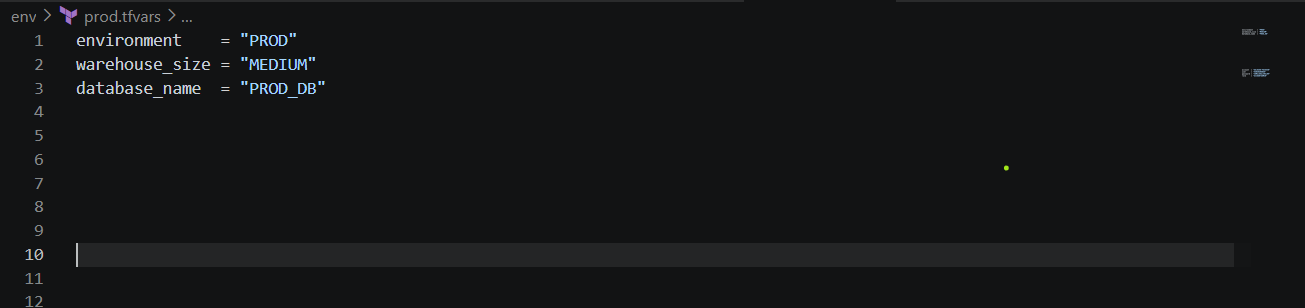 env > prod.tfvars > ...
1 environment    = "PROD"
2 warehouse_size = "MEDIUM"
3 database_name  = "PROD_DB"
4
5
6
7
8
9
10
11
12